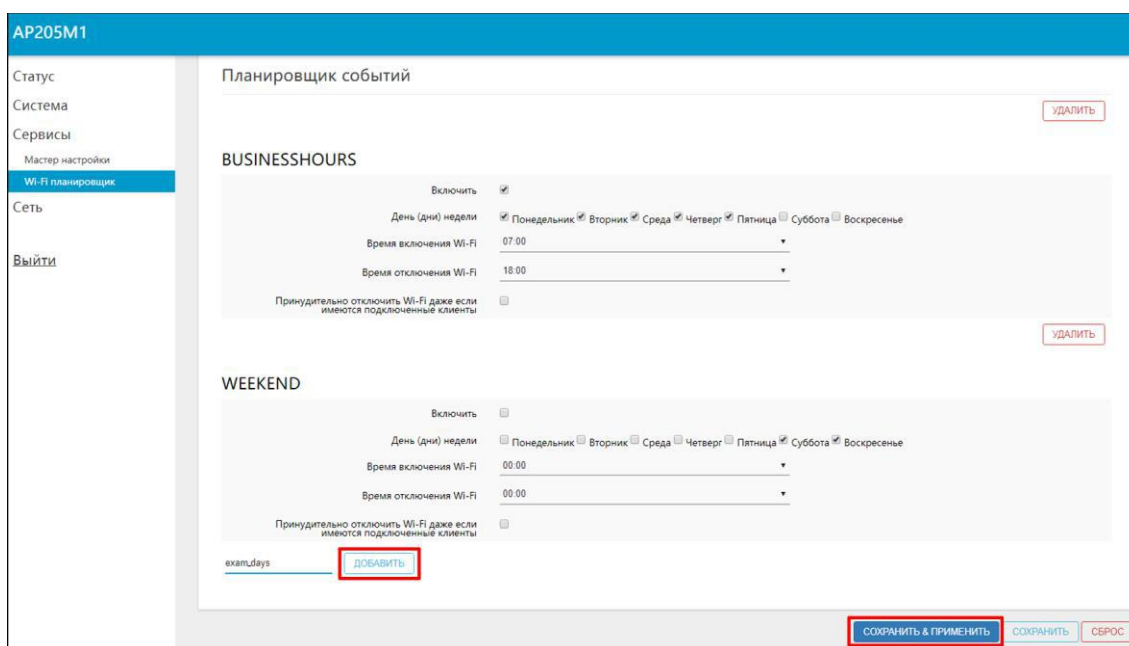 AP205M1
Статус
Система
Сервисы
Мастер настройки
Wi-Fi планировщик
Сеть
Выйти
Планировщик событий
УДАЛИТЬ
BUSINESSHOURS
Включить
День (дни) недели Понедельник Вторник Среда Четверг Пятница Суббота Воскресенье
Время включения Wi-Fi 07:00
Время отключения Wi-Fi 18:00
Принудительно отключить Wi-Fi даже если
имеются подключенные клиенты
УДАЛИТЬ
WEEKEND
Включить
День (дни) недели Понедельник Вторник Среда Четверг Пятница Суббота Воскресенье
Время включения Wi-Fi 00:00
Время отключения Wi-Fi 00:00
Принудительно отключить Wi-Fi даже если
имеются подключенные клиенты
exam_days ДОБАВИТЬ
СОХРАНИТЬ & ПРИМЕНИТЬ СОХРАНИТЬ СБРОС